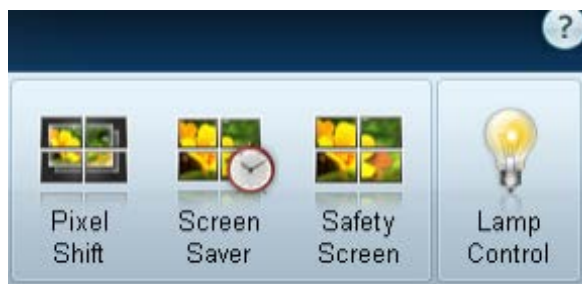 ?
Pixel Shift
Screen Saver
Safety Screen
Lamp Control